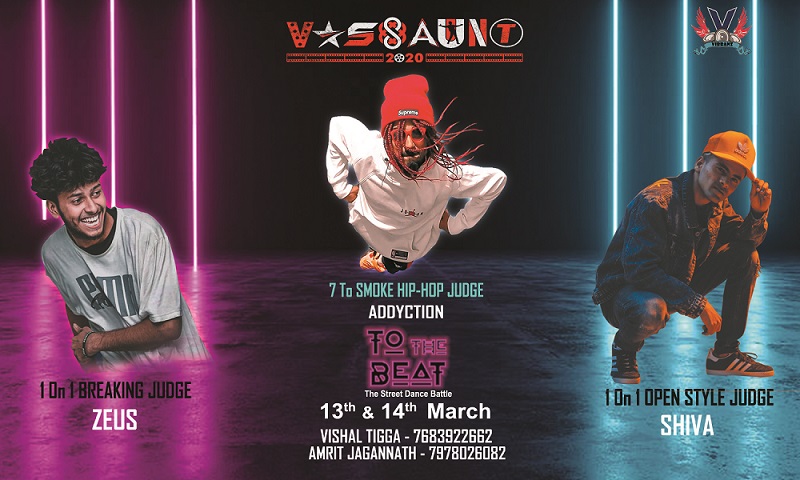 VISSAUNT
2020
Supreme
7 To SMOKE HIP-HOP JUDGE
ADDYCTION
1 On 1 BREAKING JUDGE
ZEUS
1 On 1 OPEN STYLE JUDGE
SHIVA
TO THE
BEAT
The Street Dance Battle
13th & 14th March
VISHAL TIGGA - 7683922662
AMRIT JAGANNATH - 7978026082